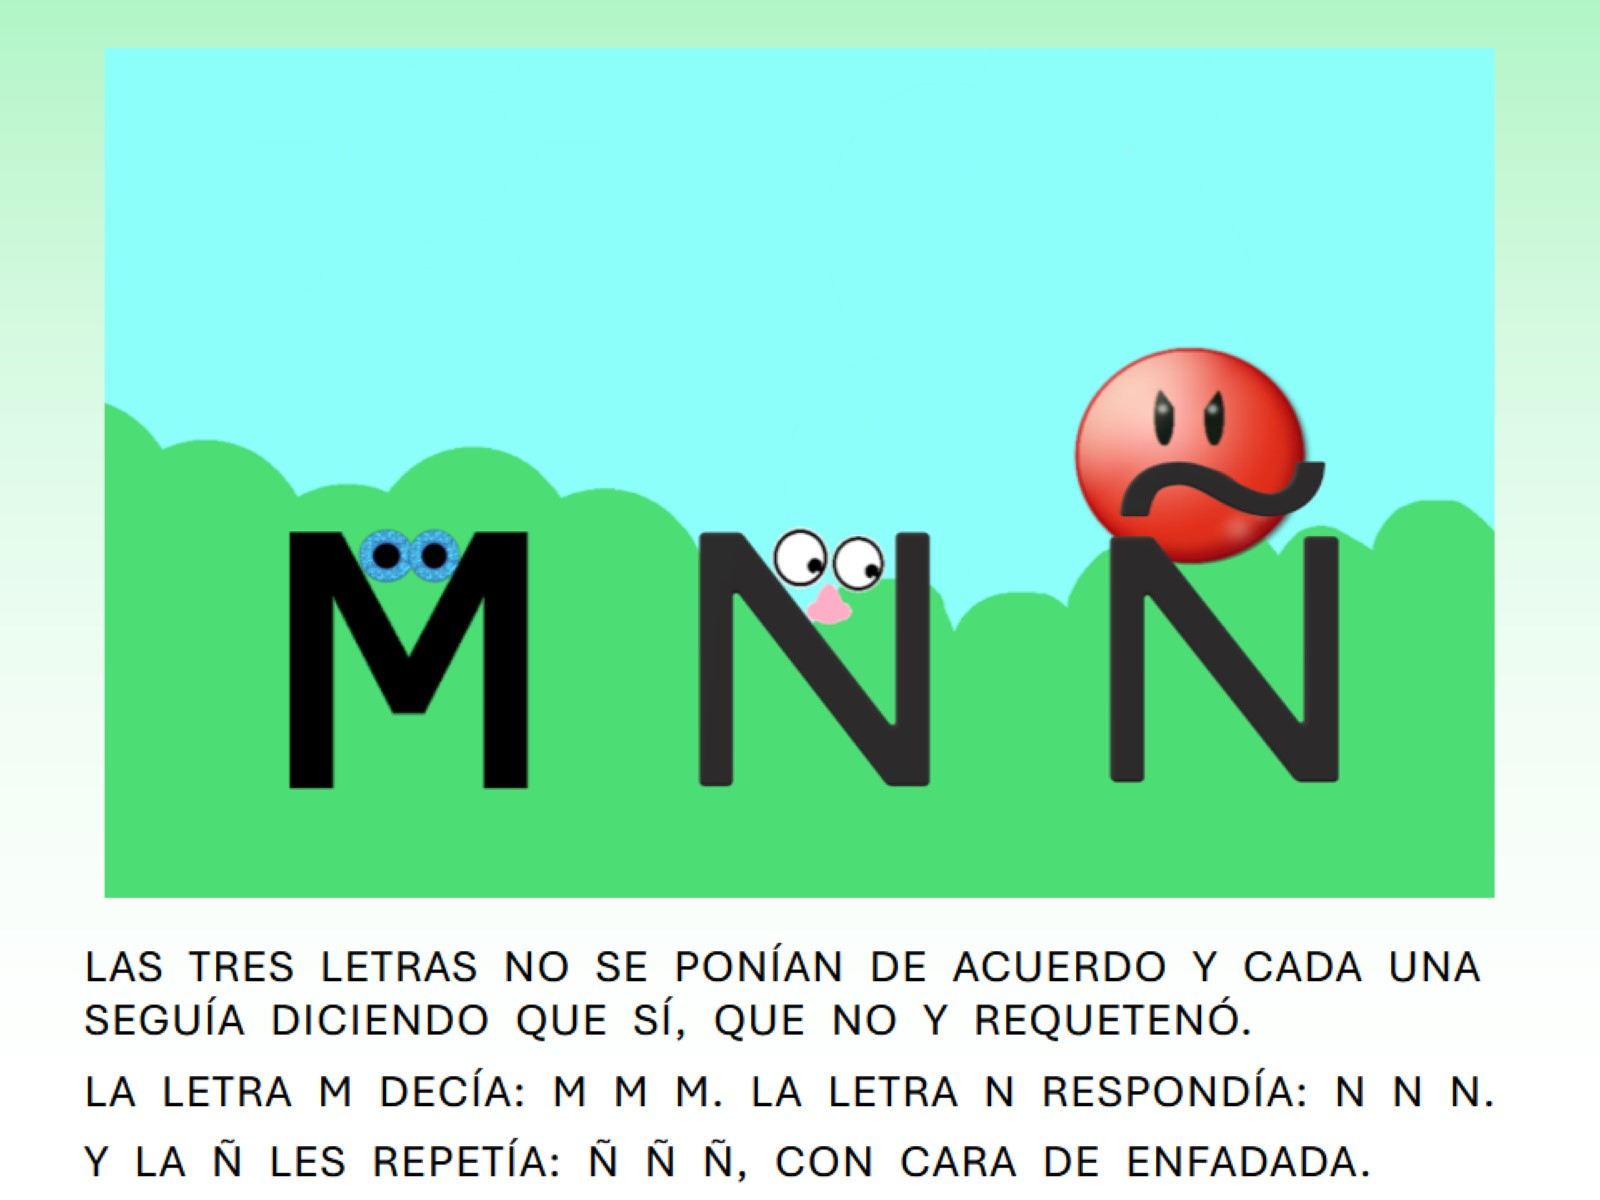 M N Ñ
LAS TRES LETRAS NO SE PONÍAN DE ACUERDO Y CADA UNA
SEGUÍA DICIENDO QUE SÍ, QUE NO Y REQUETENÓ.
LA LETRA M DECÍA: M M M. LA LETRA N RESPONDÍA: N N N.
Y LA Ñ LES REPETÍA: Ñ Ñ Ñ, CON CARA DE ENFADADA.